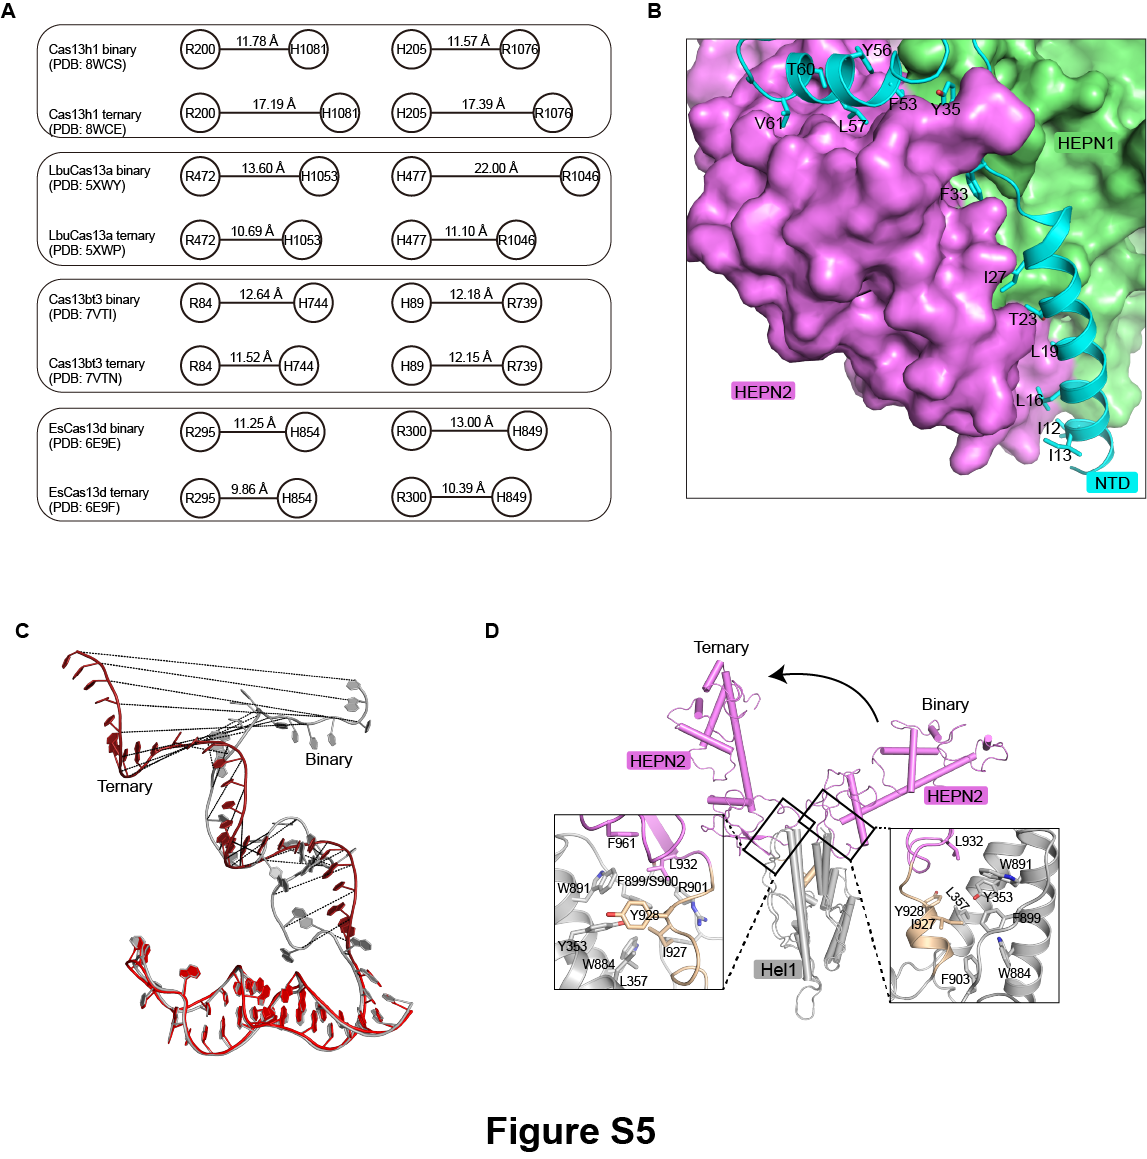 A
Cas13h1 binary
(PDB: 8WCS)
R200 11.78 Å H1081 H205 11.57 Å R1076
Cas13h1 ternary
(PDB: 8WCE)
R200 17.19 Å H1081 H205 17.39 Å R1076
LbuCas13a binary
(PDB: 5XWY)
R472 13.60 Å H1053 H477 22.00 Å R1046
LbuCas13a ternary
(PDB: 5XWP)
R472 10.69 Å H1053 H477 11.10 Å R1046
Cas13bt3 binary
(PDB: 7VTI)
R84 12.64 Å H744 H89 12.18 Å R739
Cas13bt3 ternary
(PDB: 7VTN)
R84 11.52 Å H744 H89 12.15 Å R739
EsCas13d binary
(PDB: 6E9E)
R295 11.25 Å H854 R300 13.00 Å H849
EsCas13d ternary
(PDB: 6E9F)
R295 9.86 Å H854 R300 10.39 Å H849
B
Y56
T60
F53
Y35
V61
L57
HEPN1
F33
I27
T23
L19
HEPN2
L16
I12
I13
NTD
C
Ternary
Binary
D
Ternary
Binary
HEPN2
HEPN2
Hel1
F961
L932
F899/S900
W891
R901
Y928
Y353
I927
W884
L357
L932
W891
Y353
L357
Y928
I927
F899
F903
W884
Figure S5